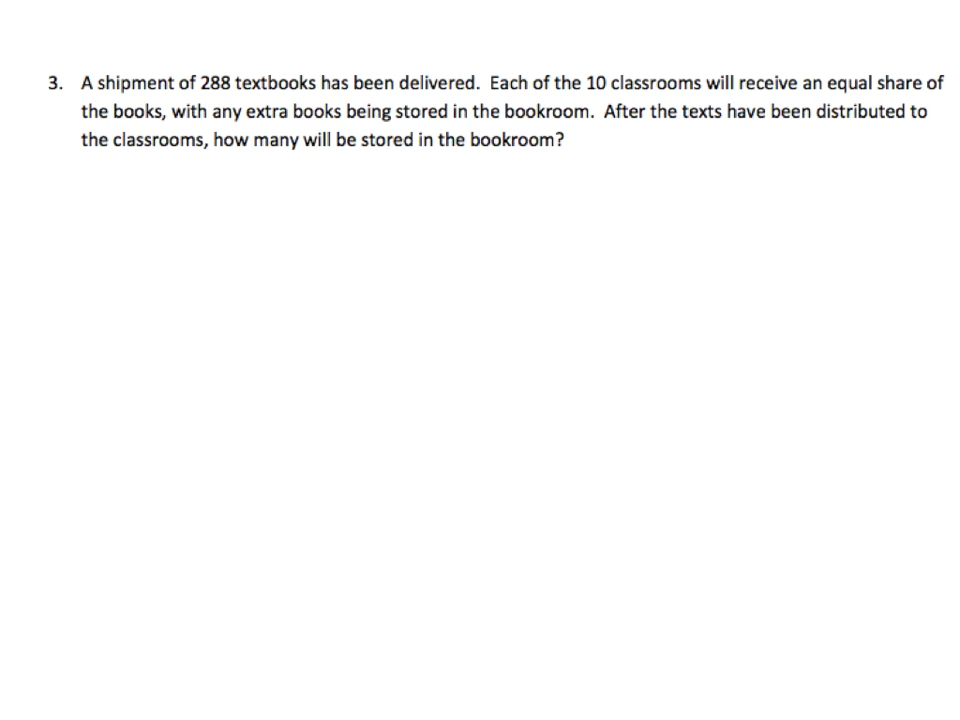 3. A shipment of 288 textbooks has been delivered. Each of the 10 classrooms will receive an equal share of
the books, with any extra books being stored in the bookroom. After the texts have been distributed to
the classrooms, how many will be stored in the bookroom?